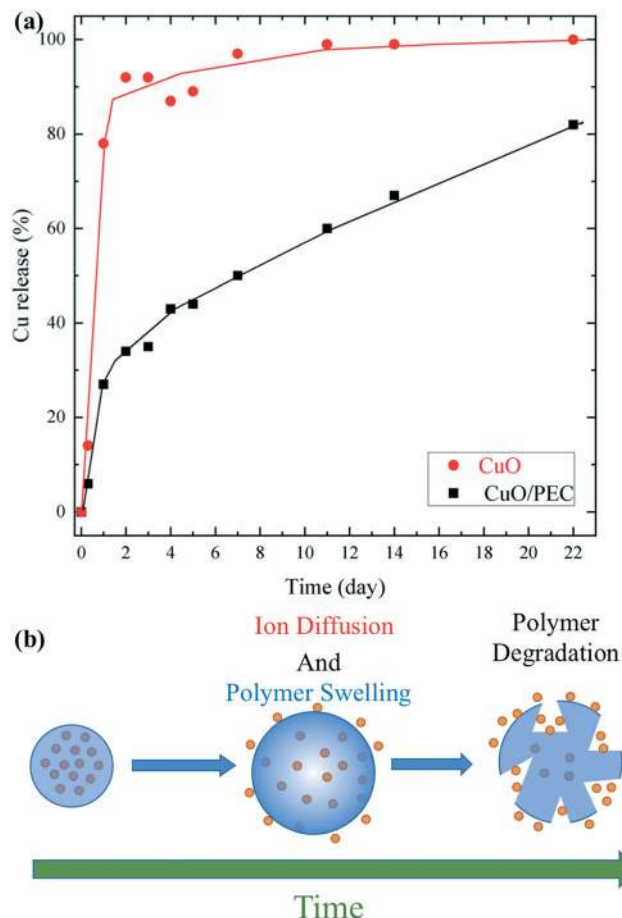 (a)
100
80
60
40
20
0
Cu release (%)
CuO
CuO/PEC
0 2 4 6 8 10 12 14 16 18 20 22
Time (day)
(b)
Ion Diffusion
And
Polymer Swelling
Polymer
Degradation
Time